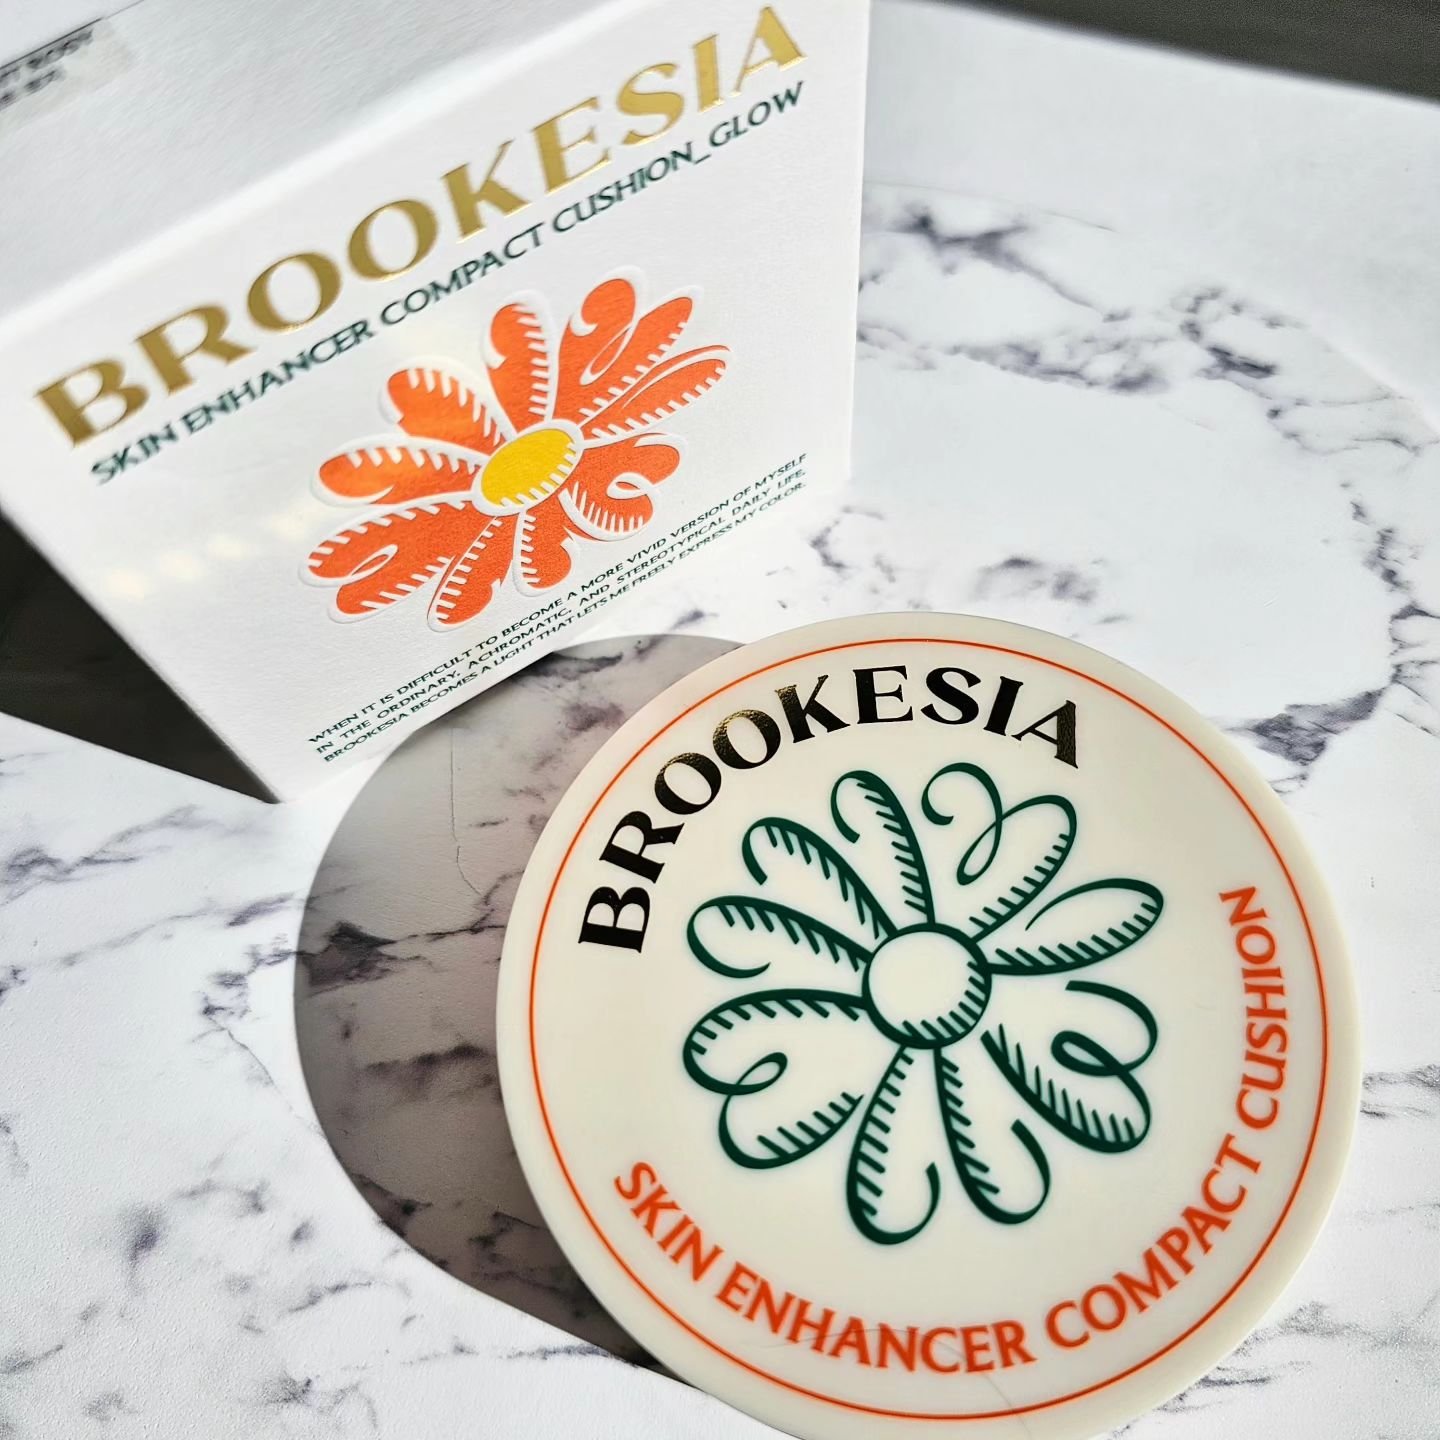 BROOKESIA
SKIN ENHANCER COMPACT CUSHION_GLOW
WHEN IT IS DIFFICULT TO BECOME A MORE VIVID VERSION OF MYSELF
IN THE ORDINARY, ACHROMATIC, AND STEREOTYPICAL DAILY LIFE,
BROOKESIA BECOMES A LIGHT THAT LETS ME FREELY EXPRESS MY COLOR.
BROOKESIA
SKIN ENHANCER COMPACT CUSHION